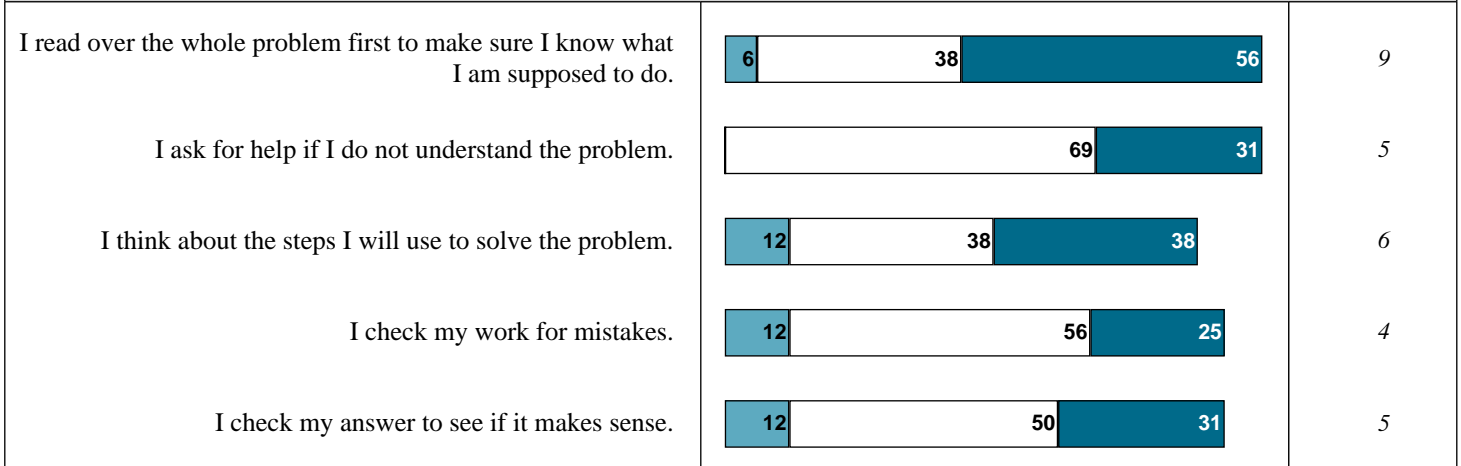 I read over the whole problem first to make sure I know what
I am supposed to do.
6 38 56 9
I ask for help if I do not understand the problem.
69 31 5
I think about the steps I will use to solve the problem.
12 38 38 6
I check my work for mistakes.
12 56 25 4
I check my answer to see if it makes sense.
12 50 31 5